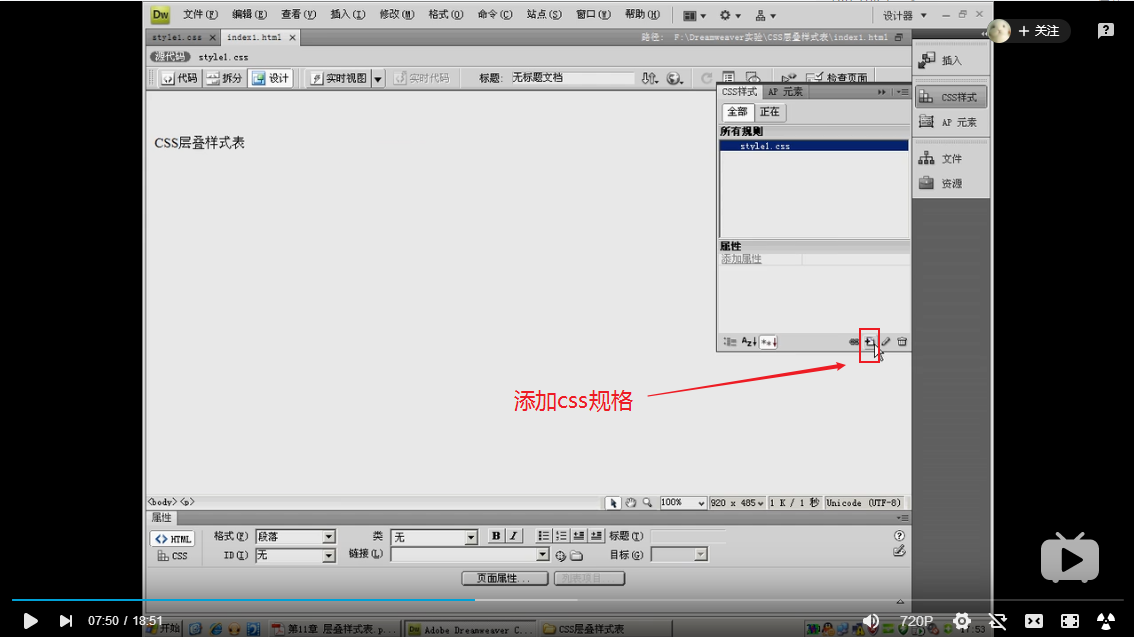 Dw 文件(F) 编辑(E) 查看(V) 插入(I) 修改(M) 格式(O) 命令(C) 站点(S) 窗口(W) 帮助(H) 设计器
+ 关注
style1.css × index1.html × 路径: F:\Dreamweaver实验\CSS层叠样式表\index1.html
源代码 style1.css
代码 拆分 设计 实时视图 实时代码 标题: 无标题文档 检查页面
插入
CSS样式 AP 元素
全部 正在
所有规则
style1.css
CSS样式
AP 元素
文件
资源
CSS层叠样式表
属性
添加属性
添加css规格
<body> <p> 100% 920 x 485 1 K / 1 秒 Unicode (UTF-8)
属性
<> HTML 格式(F) 段落 类 无 B I 标题(T)
CSS ID(I) 无 链接(L) 目标(G)
页面属性... 列表项目...
07:50 / 18:51 720P
开始 第11章 层叠样式表.p... Adobe Dreamweaver C... CSS层叠样式表